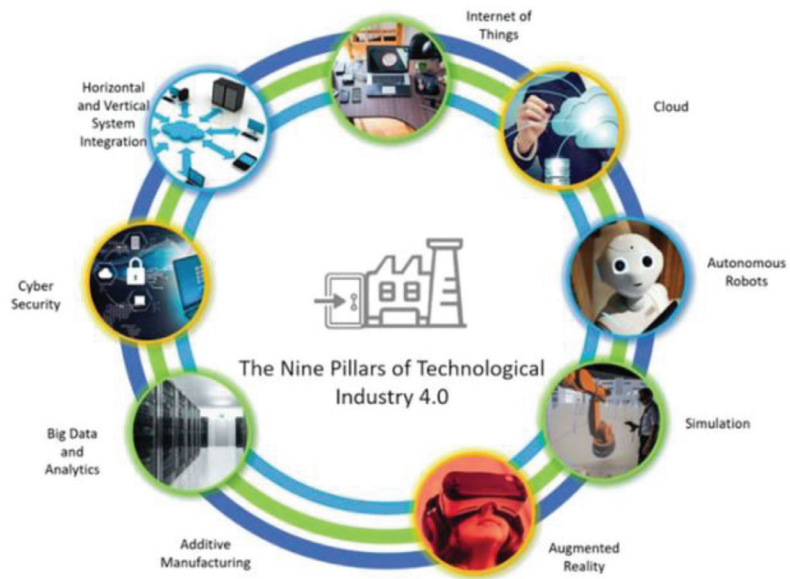 Internet of
Things
Cloud
Autonomous
Robots
Simulation
Augmented
Reality
Additive
Manufacturing
Big Data
and
Analytics
Cyber
Security
Horizontal
and Vertical
System
Integration
The Nine Pillars of Technological
Industry 4.0